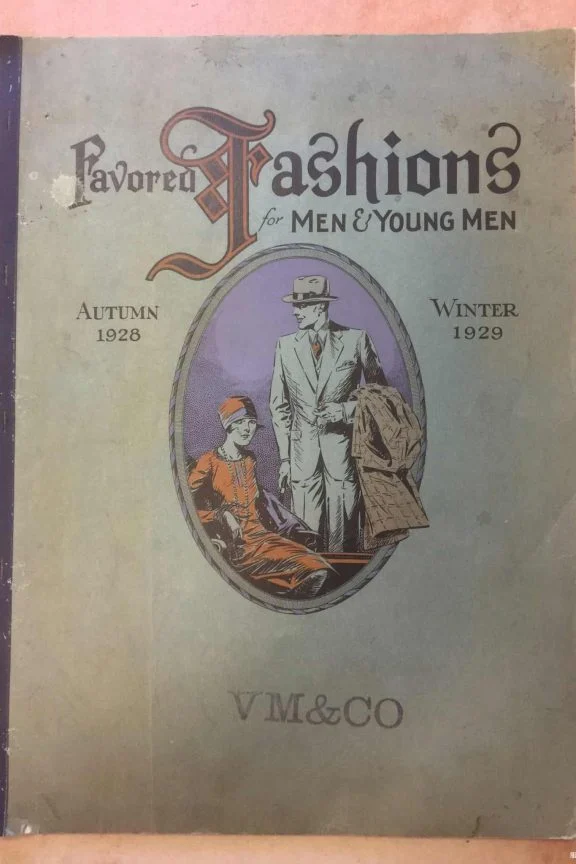 Favored Fashions
for MEN & YOUNG MEN
AUTUMN
1928
WINTER
1929
VM&CO